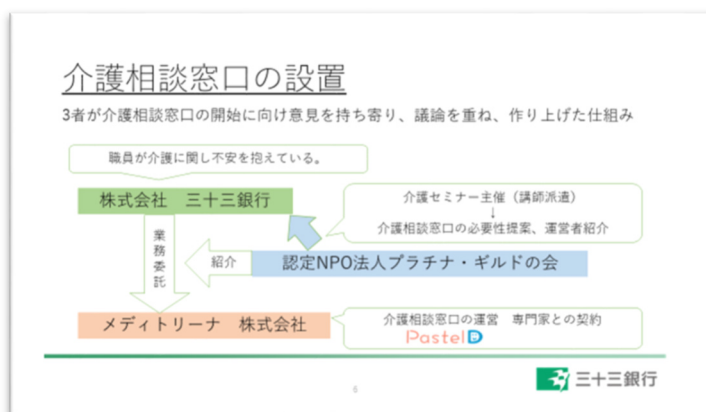 介護相談窓口の設置
3者が介護相談窓口の開始に向け意見を持ち寄り、議論を重ね、作り上げた仕組み
職員が介護に関し不安を抱えている。
株式会社 三十三銀行
介護セミナー主催(講師派遣)
↓
介護相談窓口の必要性提案、運営者紹介
業務委託
紹介
認定NPO法人プラチナ・ギルドの会
メディトリーナ 株式会社
介護相談窓口の運営 専門家との契約
PastelD
三十三銀行
6